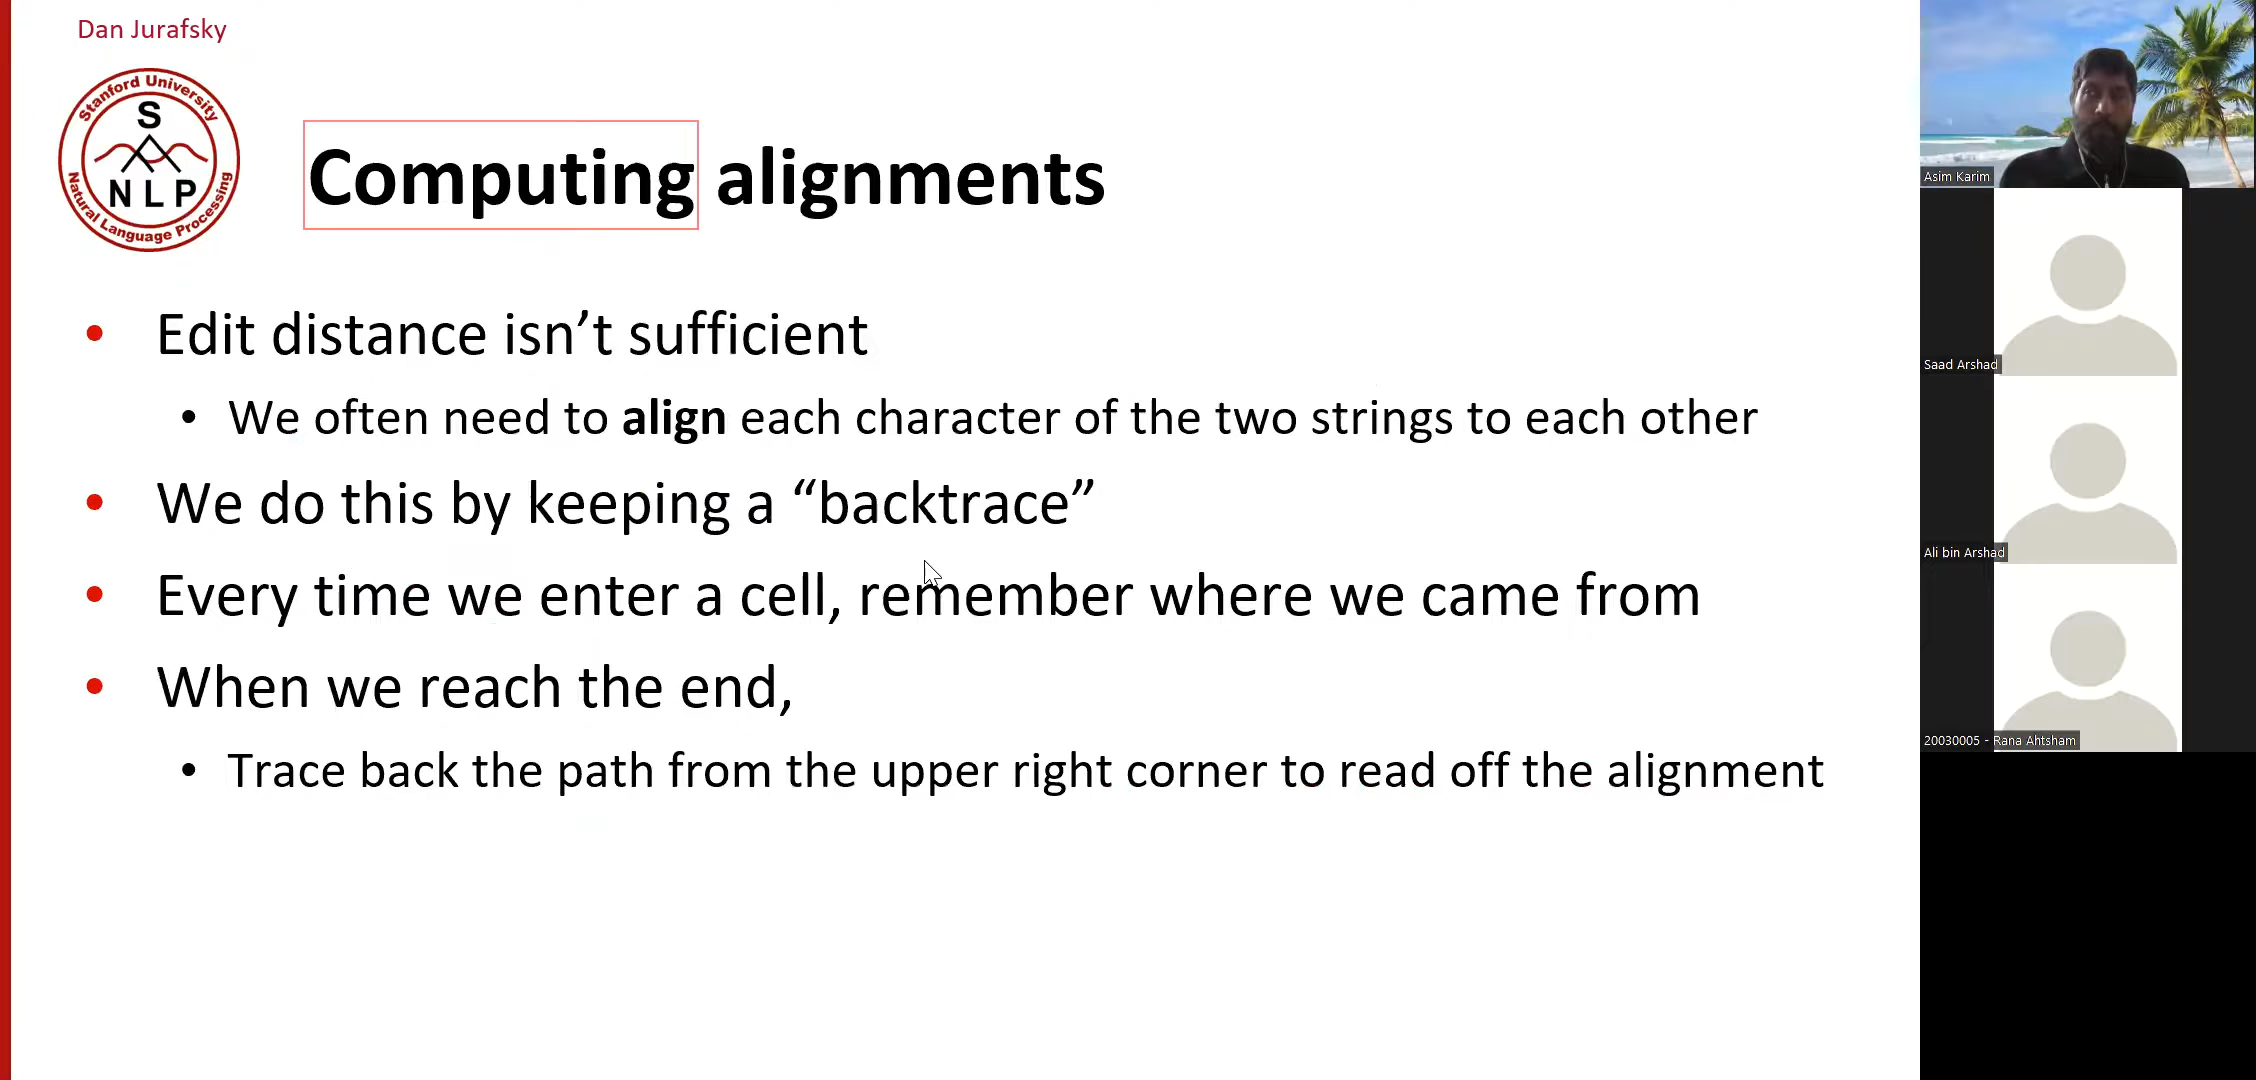 Dan Jurafsky
Stanford University
S
NLP
Natural Language Processing
Computing alignments
• Edit distance isn’t sufficient
• We often need to align each character of the two strings to each other
• We do this by keeping a “backtrace”
• Every time we enter a cell, remember where we came from
• When we reach the end,
• Trace back the path from the upper right corner to read off the alignment
Asim Karim
Saad Arshad
Ali bin Arshad
20030005 - Rana Ahtsham